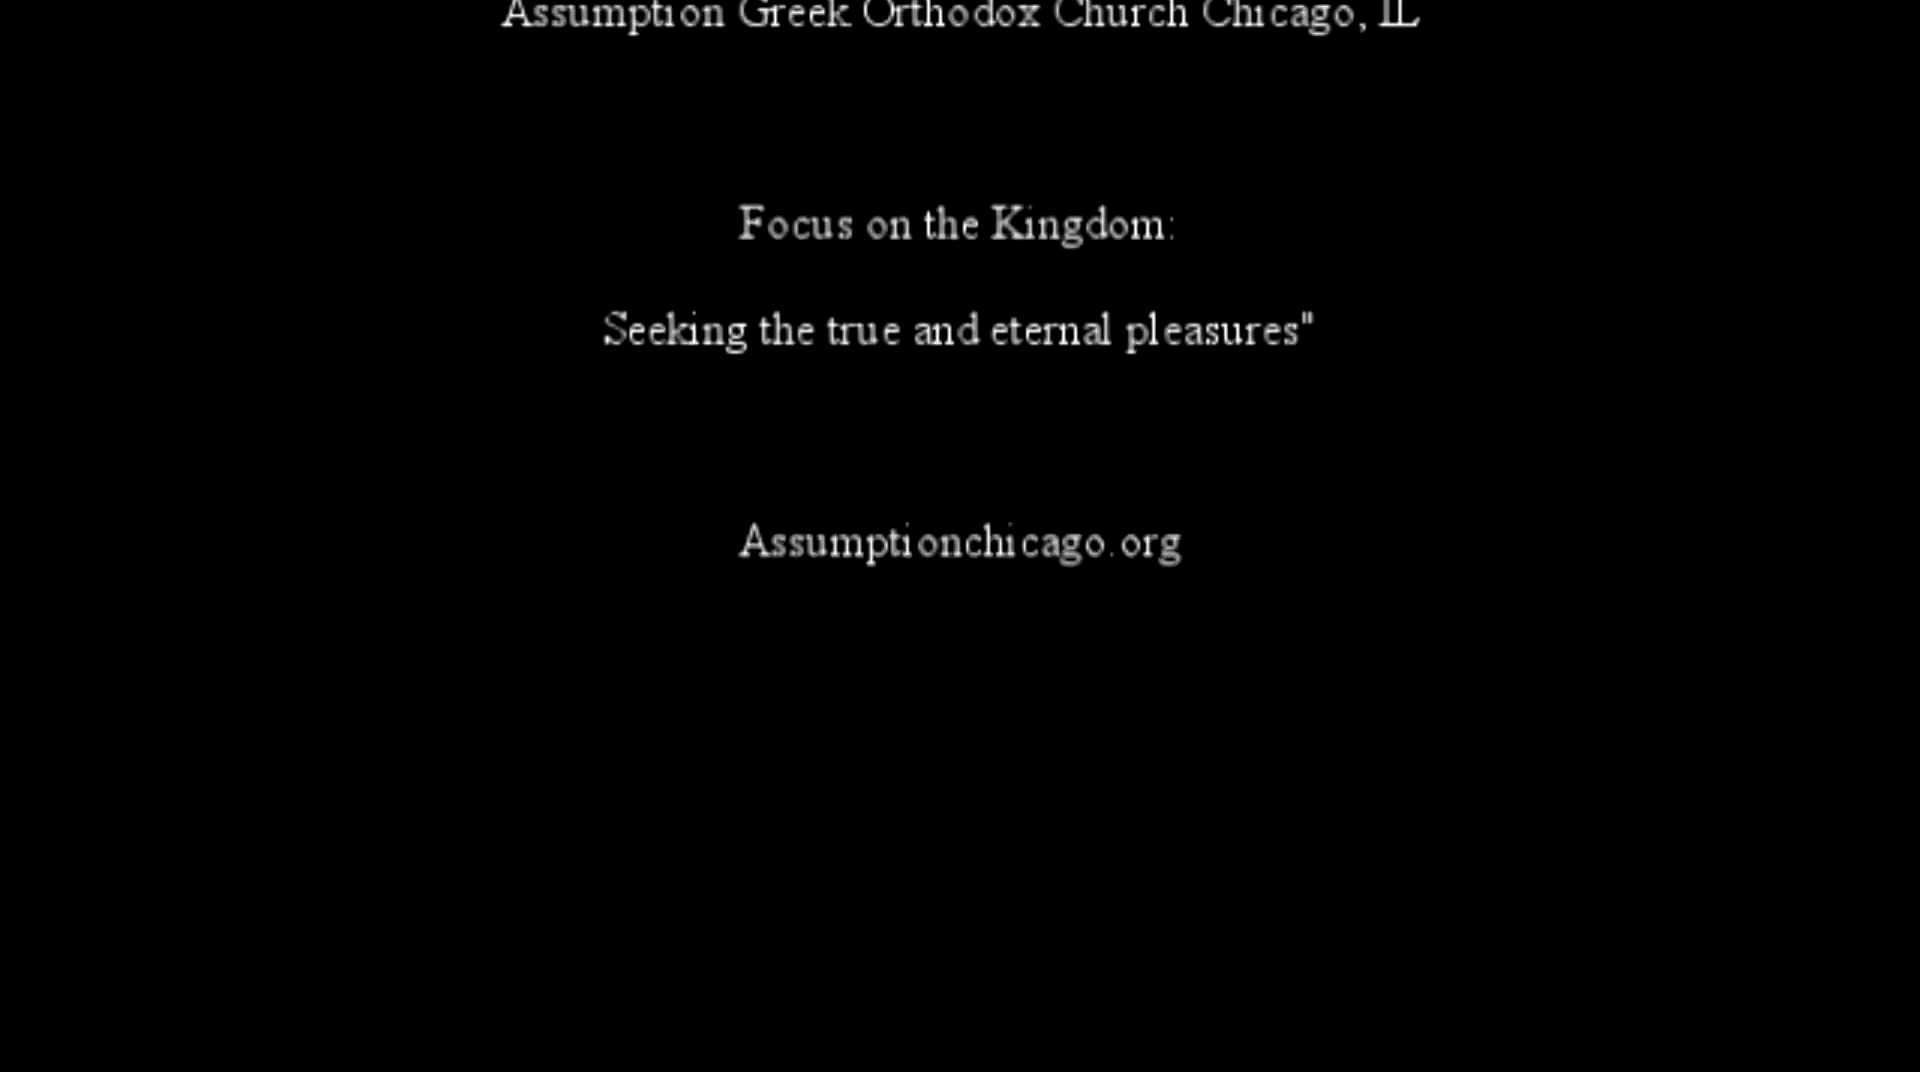 Assumption Greek Orthodox Church Chicago, IL
Focus on the Kingdom:
Seeking the true and eternal pleasures"
Assumptionchicago.org